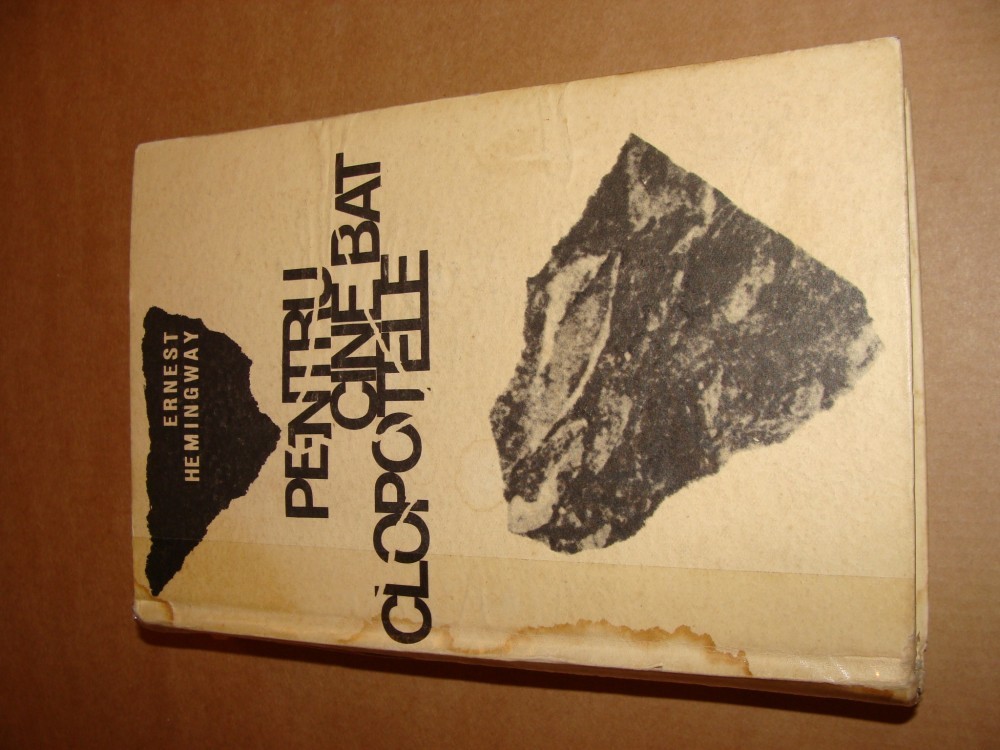 ERNEST
HEMINGWAY
PENTRU
CINE BAT
CLOPOTELE